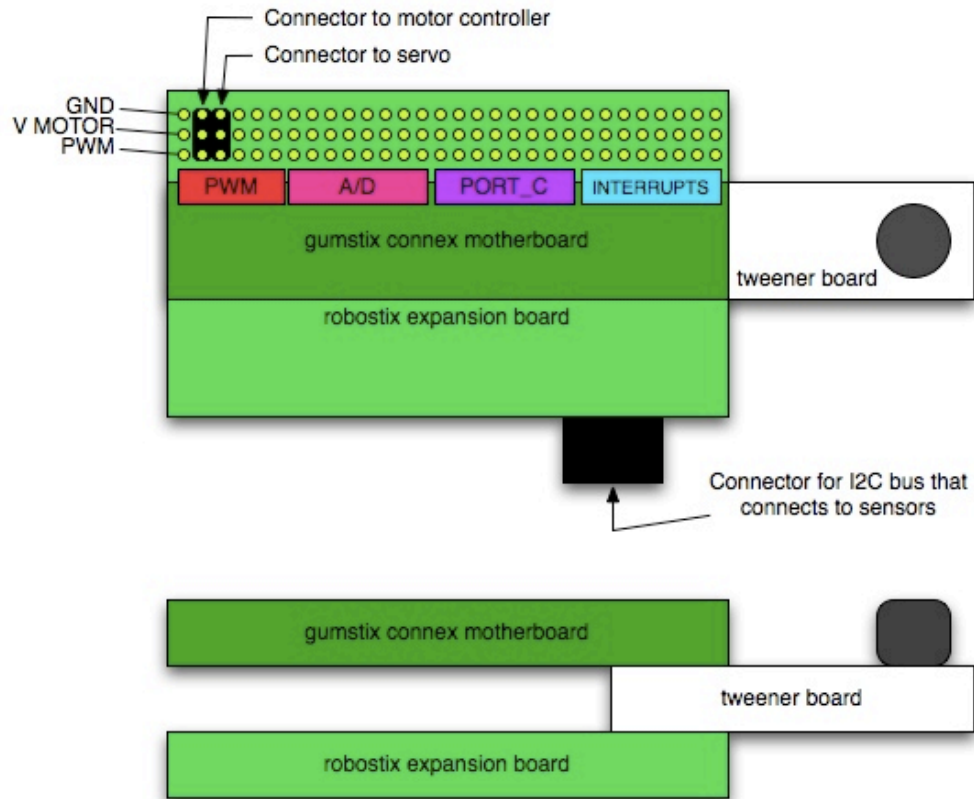 Connector to motor controller
Connector to servo
GND
V MOTOR
PWM
PWM
A/D
PORT_C
INTERRUPTS
gumstix connex motherboard
tweener board
robostix expansion board
Connector for I2C bus that
connects to sensors
gumstix connex motherboard
tweener board
robostix expansion board